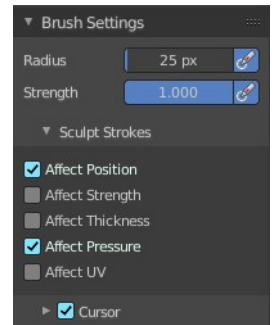 Brush Settings
Radius 25 px
Strength 1.000
Sculpt Strokes
Affect Position
Affect Strength
Affect Thickness
Affect Pressure
Affect UV
Cursor